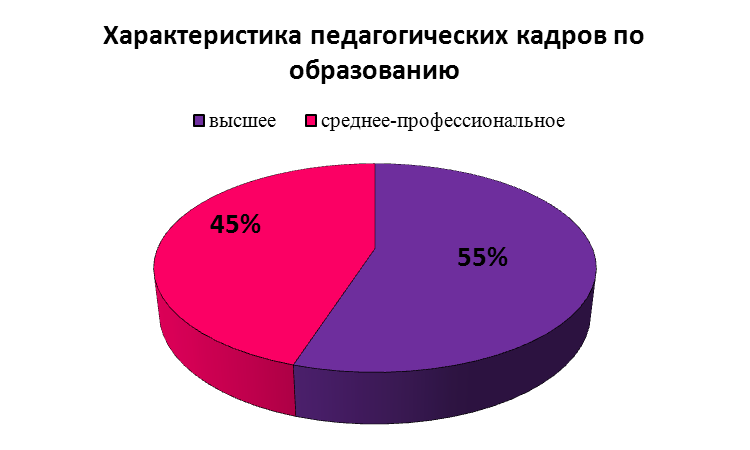 Характеристика педагогических кадров по
образованию
высшее среднее-профессиональное
45%
55%